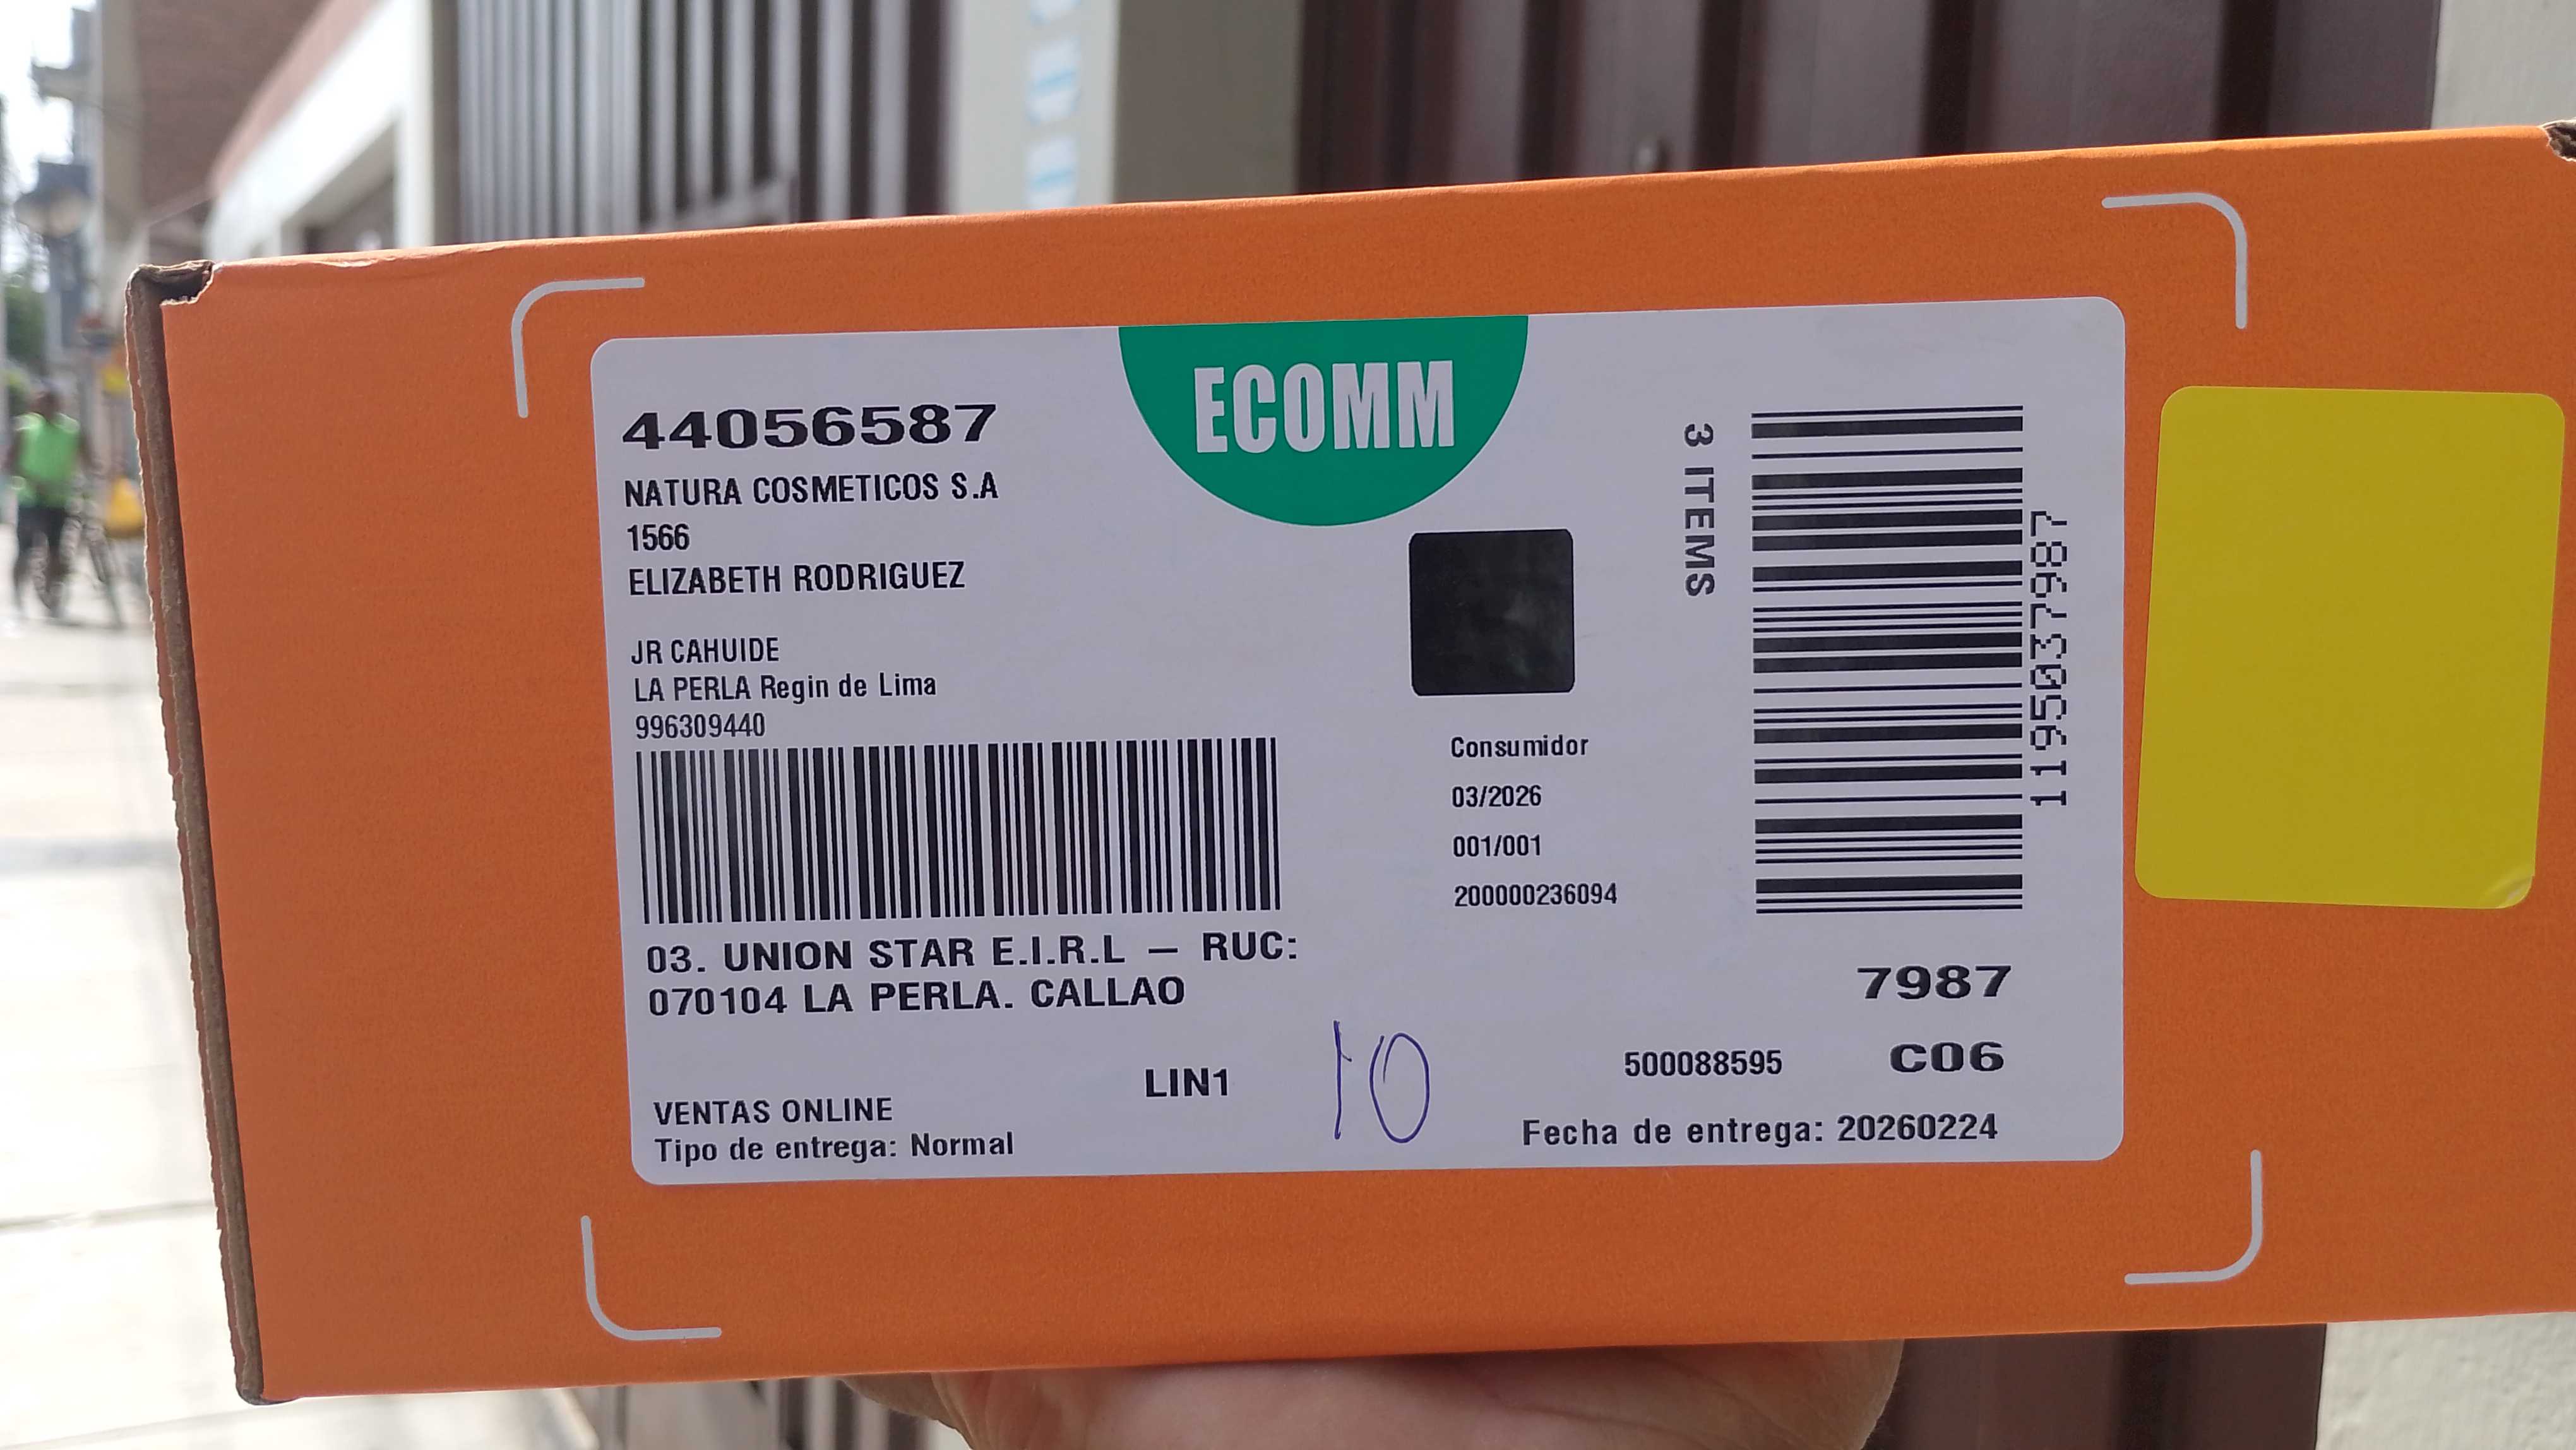 ECOMM
44056587
NATURA COSMETICOS S.A
1566
ELIZABETH RODRIGUEZ
JR CAHUIDE
LA PERLA Regin de Lima
996309440
3 ITEMS
1195037987
Consumidor
03/2026
001/001
200000236094
03. UNION STAR E.I.R.L – RUC:
070104 LA PERLA. CALLAO
7987
LIN1
10
500088595 C06
VENTAS ONLINE
Tipo de entrega: Normal
Fecha de entrega: 20260224